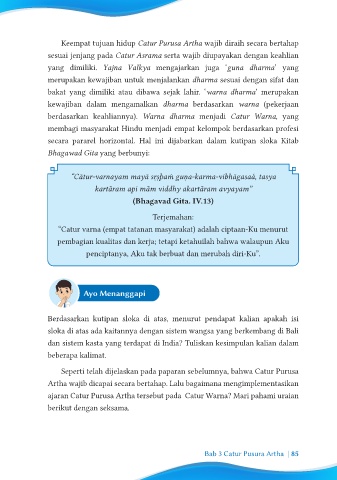 Keempat tujuan hidup Catur Purusa Artha wajib diraih secara bertahap
sesuai jenjang pada Catur Asrama serta wajib diupayakan dengan keahlian
yang dimiliki. Yajna Valkya mengajarkan juga ‘guna dharma’ yang
merupakan kewajiban untuk menjalankan dharma sesuai dengan sifat dan
bakat yang dimiliki atau dibawa sejak lahir. ‘warna dharma’ merupakan
kewajiban dalam mengamalkan dharma berdasarkan warna (pekerjaan
berdasarkan keahliannya). Warna dharma menjadi Catur Warna, yang
membagi masyarakat Hindu menjadi empat kelompok berdasarkan profesi
secara pararel horizontal. Hal ini dijabarkan dalam kutipan sloka Kitab
Bhagawad Gita yang berbunyi:
“Cātur-varnayam mayā sṛṣþaṁ guṇa-karma-vibhāgasaá, tasya
kartāram api mām viddhy akartāram avyayam”
(Bhagavad Gita. IV.13)
Terjemahan:
“Catur varna (empat tatanan masyarakat) adalah ciptaan-Ku menurut
pembagian kualitas dan kerja; tetapi ketahuilah bahwa walaupun Aku
penciptanya, Aku tak berbuat dan merubah diri-Ku”.
Ayo Menanggapi
Berdasarkan kutipan sloka di atas, menurut pendapat kalian apakah isi
sloka di atas ada kaitannya dengan sistem wangsa yang berkembang di Bali
dan sistem kasta yang terdapat di India? Tuliskan kesimpulan kalian dalam
beberapa kalimat.
Seperti telah dijelaskan pada paparan sebelumnya, bahwa Catur Purusa
Artha wajib dicapai secara bertahap. Lalu bagaimana mengimplementasikan
ajaran Catur Purusa Artha tersebut pada Catur Warna? Mari pahami uraian
berikut dengan seksama.
Bab 3 Catur Pusura Artha | 85